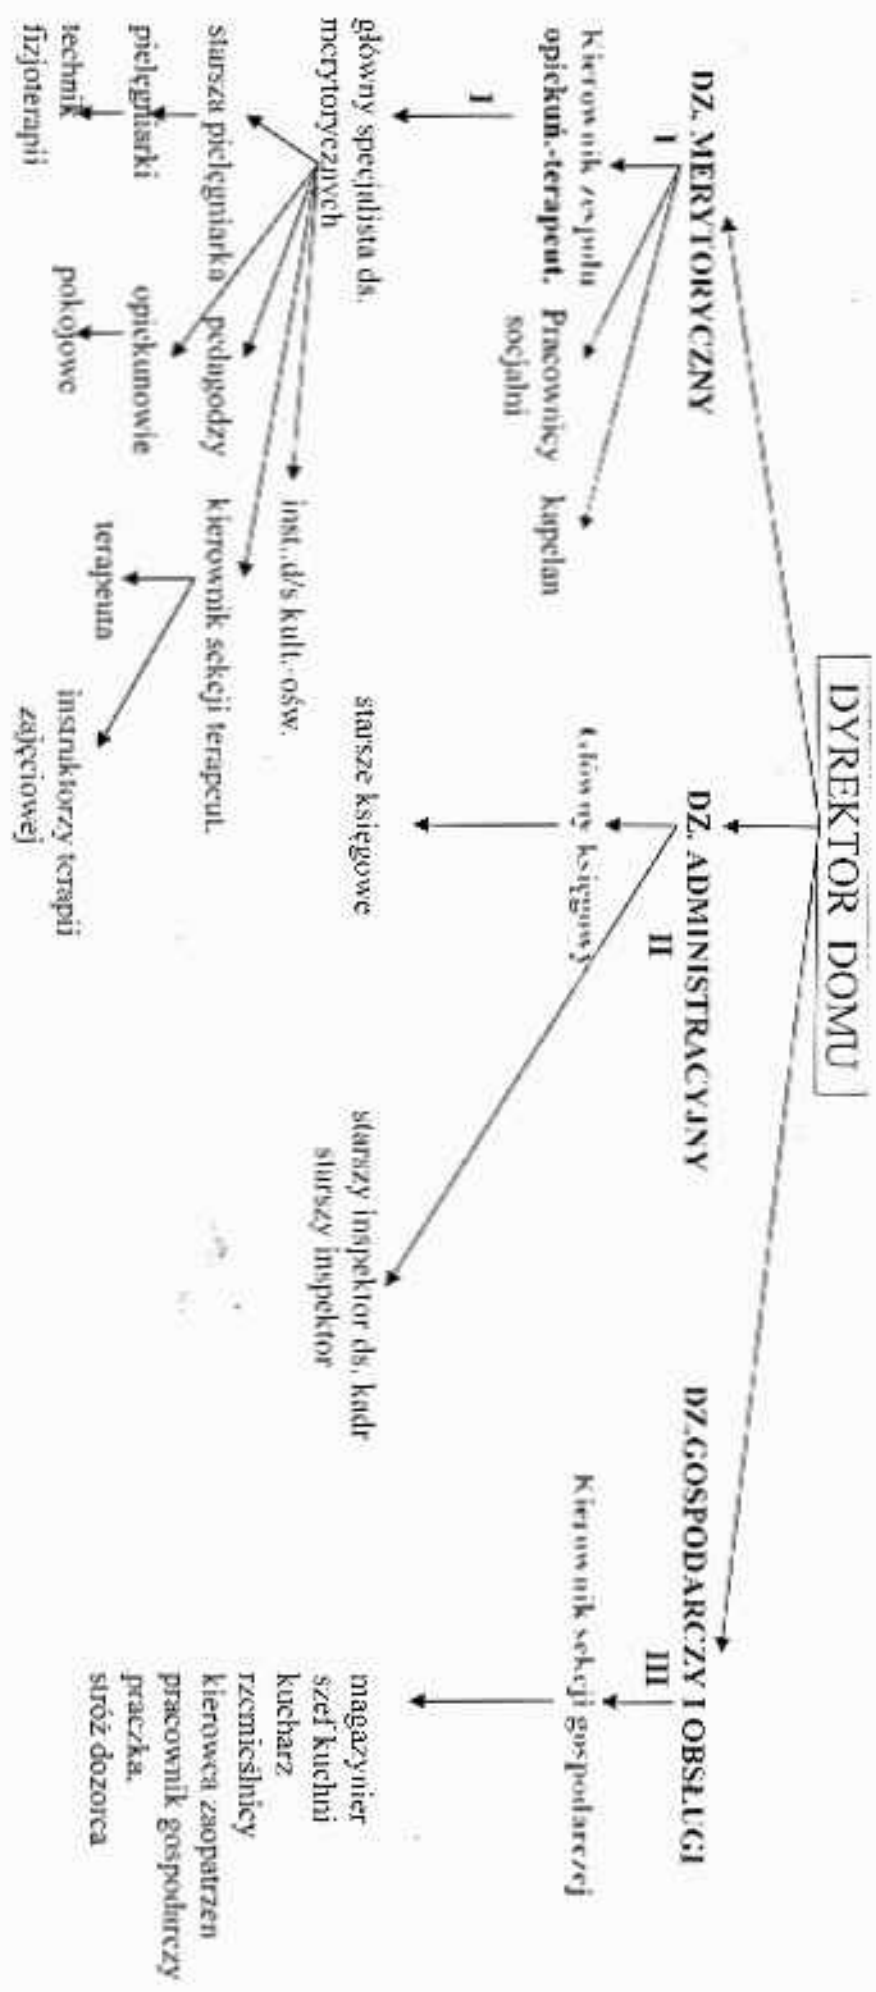 DYREKTOR DOMU
DZ. MERYTORYCZNY
I
DZ. ADMINISTRACYJNY
II
DZ.GOSPODARCZY I OBSŁUGI
III
Kierownik zespołu
opiekuń.-terapeut.
Pracownicy
socjalni
kapelan
Główny księgowy
Kierownik sekcji gospodarczej
I
główny specjalista ds.
merytorycznych
starsze księgowe
starszy inspektor ds. kadr
starszy inspektor
magazynier
szef kuchni
kucharz
rzemieślnicy
kierowca zaopatrzen
pracownik gospodarczy
praczka,
stróż dozorca
inst. d/s kult.-ośw.
starsza pielęgniarka
pedagodzy
kierownik sekcji terapeut.
pielęgniarki
opiekunowie
terapeuta
technik
fizjoterapii
pokojowe
instruktorzy terapii
zajęciowej